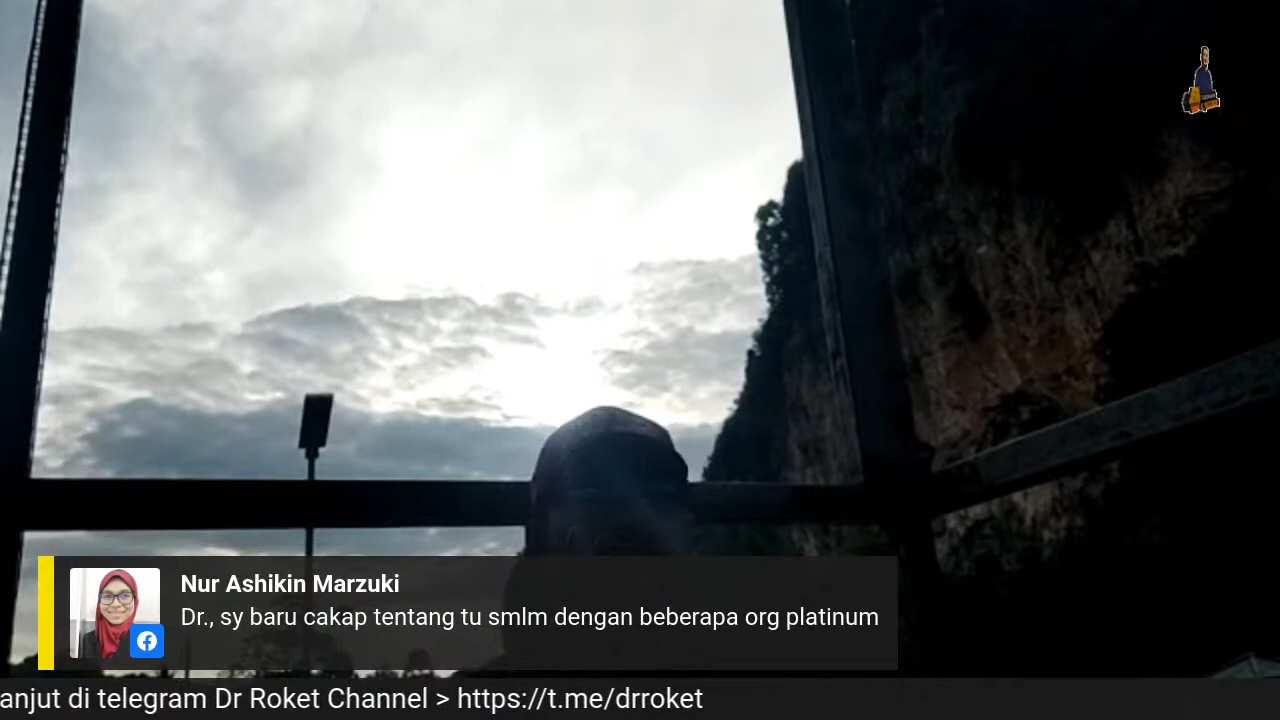 Nur Ashikin Marzuki
Dr., sy baru cakap tentang tu smlm dengan beberapa org platinum
anjut di telegram Dr Roket Channel > https://t.me/drroket